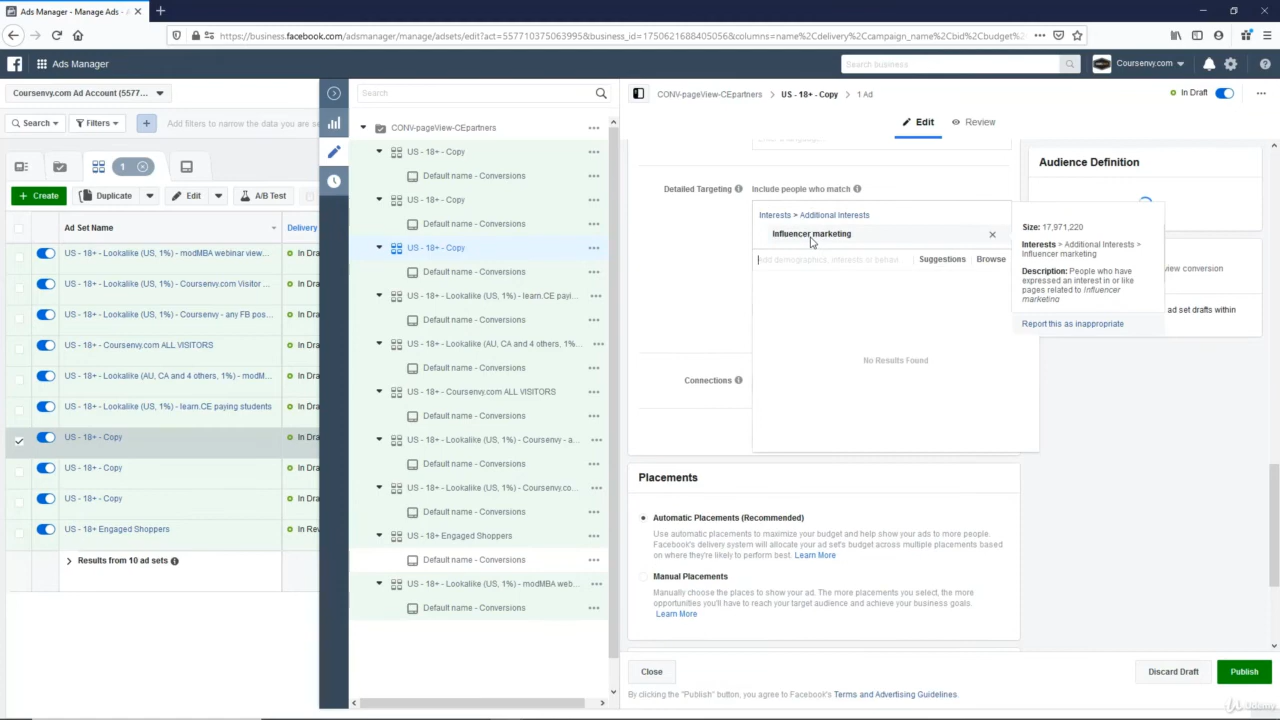 Ads Manager - Manage Ads - A
https://business.facebook.com/adsmanager/manage/adsets/edit?act=557710375063995&business_id=1750621688405056&columns=name%2Cdelivery%2Ccampaign_name%2Cbid%2Cbudget%2
Ads Manager
Search business
Coursenvy.com
Coursenvy.com Ad Account (5577...
Search
Filters
Add filters to narrow the data you are se
1
Create
Duplicate
Edit
A/B Test
Ad Set Name
Delivery
US - 18+ - Lookalike (US, 1%) - modMBA webinar view...
In Dra
US - 18+ - Lookalike (US, 1%) - Coursenvy.com Visitor ...
In Dra
US - 18+ - Lookalike (US, 1%) - Coursenvy - any FB pos...
In Dra
US - 18+ - Coursenvy.com ALL VISITORS
In Dra
US - 18+ - Lookalike (AU, CA and 4 others, 1%) - modM...
In Dra
US - 18+ - Lookalike (US, 1%) - learn.CE paying students
In Dra
US - 18+ - Copy
In Dra
US - 18+ - Copy
In Dra
US - 18+ - Copy
In Dra
US - 18+ Engaged Shoppers
In Rev
Results from 10 ad sets
Search
CONV-pageView-CEpartners
US - 18+ - Copy
Default name - Conversions
US - 18+ - Copy
Default name - Conversions
US - 18+ - Copy
Default name - Conversions
US - 18+ - Lookalike (US, 1%) - learn.CE payi...
Default name - Conversions
US - 18+ - Lookalike (AU, CA and 4 others, 1%...
Default name - Conversions
US - 18+ - Coursenvy.com ALL VISITORS
Default name - Conversions
US - 18+ - Lookalike (US, 1%) - Coursenvy - a...
Default name - Conversions
US - 18+ - Lookalike (US, 1%) - Coursenvy.co...
Default name - Conversions
US - 18+ Engaged Shoppers
Default name - Conversions
US - 18+ - Lookalike (US, 1%) - modMBA web...
Default name - Conversions
CONV-pageView-CEpartners > US - 18+ - Copy > 1 Ad
In Draft
Edit
Review
Detailed Targeting
Include people who match
Interests > Additional Interests
Influencer marketing
Add demographics, interests or behavi
Suggestions
Browse
No Results Found
Connections
Audience Definition
Size: 17,971,220
Interests > Additional Interests >
Influencer marketing
Description: People who have
expressed an interest in or like
pages related to Influencer
marketing
Report this as inappropriate
view conversion
ad set drafts within
Placements
Automatic Placements (Recommended)
Use automatic placements to maximize your budget and help show your ads to more people.
Facebook's delivery system will allocate your ad set's budget across multiple placements based
on where they're likely to perform best. Learn More
Manual Placements
Manually choose the places to show your ad. The more placements you select, the more
opportunities you'll have to reach your target audience and achieve your business goals.
Learn More
Close
Discard Draft
Publish
By clicking the "Publish" button, you agree to Facebook's Terms and Advertising Guidelines.
Udemy